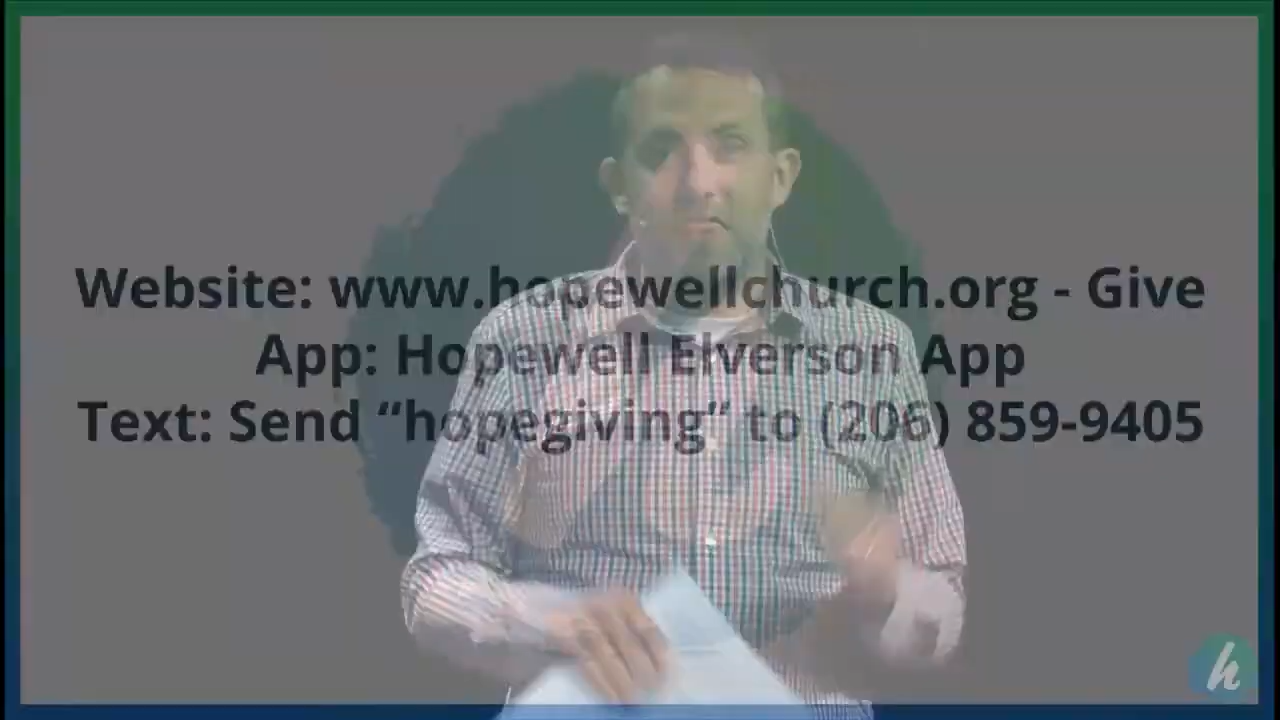 Website: www.hopewellchurch.org - Give
App: Hopewell Elverson App
Text: Send “hopegiving” to (206) 859-9405
h